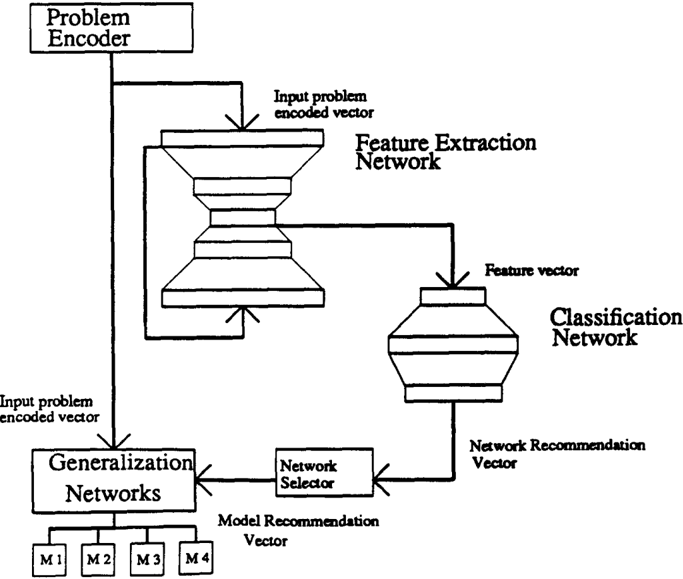 Problem
Encoder
Input problem
encoded vector
Feature Extraction
Network
Feature vector
Classification
Network
Input problem
encoded vector
Network Recommendation
Vector
Generalization
Networks
Network
Selector
Model Recommendation
Vector
M 1
M 2
M 3
M 4